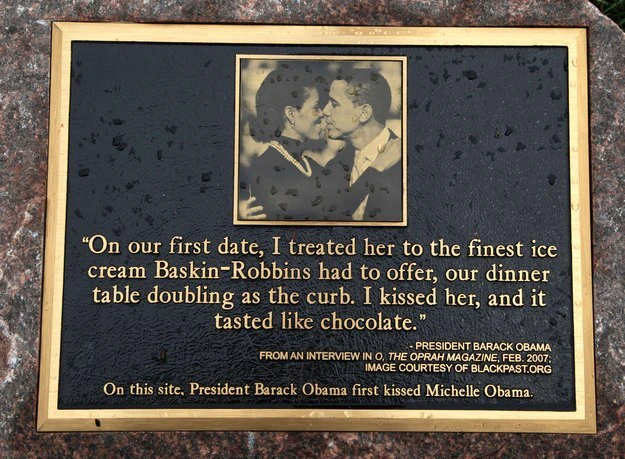 “On our first date, I treated her to the finest ice
cream Baskin-Robbins had to offer, our dinner
table doubling as the curb. I kissed her, and it
tasted like chocolate.”
- PRESIDENT BARACK OBAMA
FROM AN INTERVIEW IN O, THE OPRAH MAGAZINE, FEB. 2007;
IMAGE COURTESY OF BLACKPAST.ORG
On this site, President Barack Obama first kissed Michelle Obama.